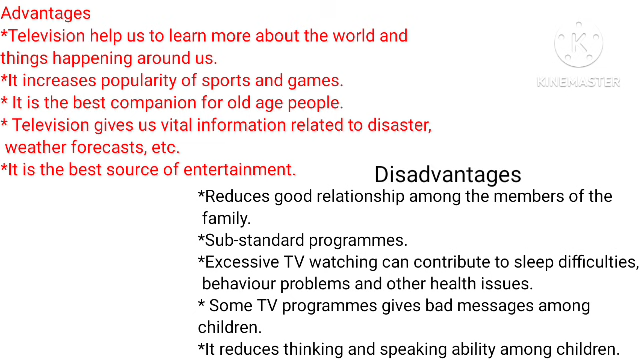 Advantages
*Television help us to learn more about the world and
things happening around us.
*It increases popularity of sports and games.
* It is the best companion for old age people.
* Television gives us vital information related to disaster,
weather forecasts, etc.
*It is the best source of entertainment.
Disadvantages
*Reduces good relationship among the members of the
family.
*Sub-standard programmes.
*Excessive TV watching can contribute to sleep difficulties,
behaviour problems and other health issues.
* Some TV programmes gives bad messages among
children.
*It reduces thinking and speaking ability among children.
K
KINEMASTER